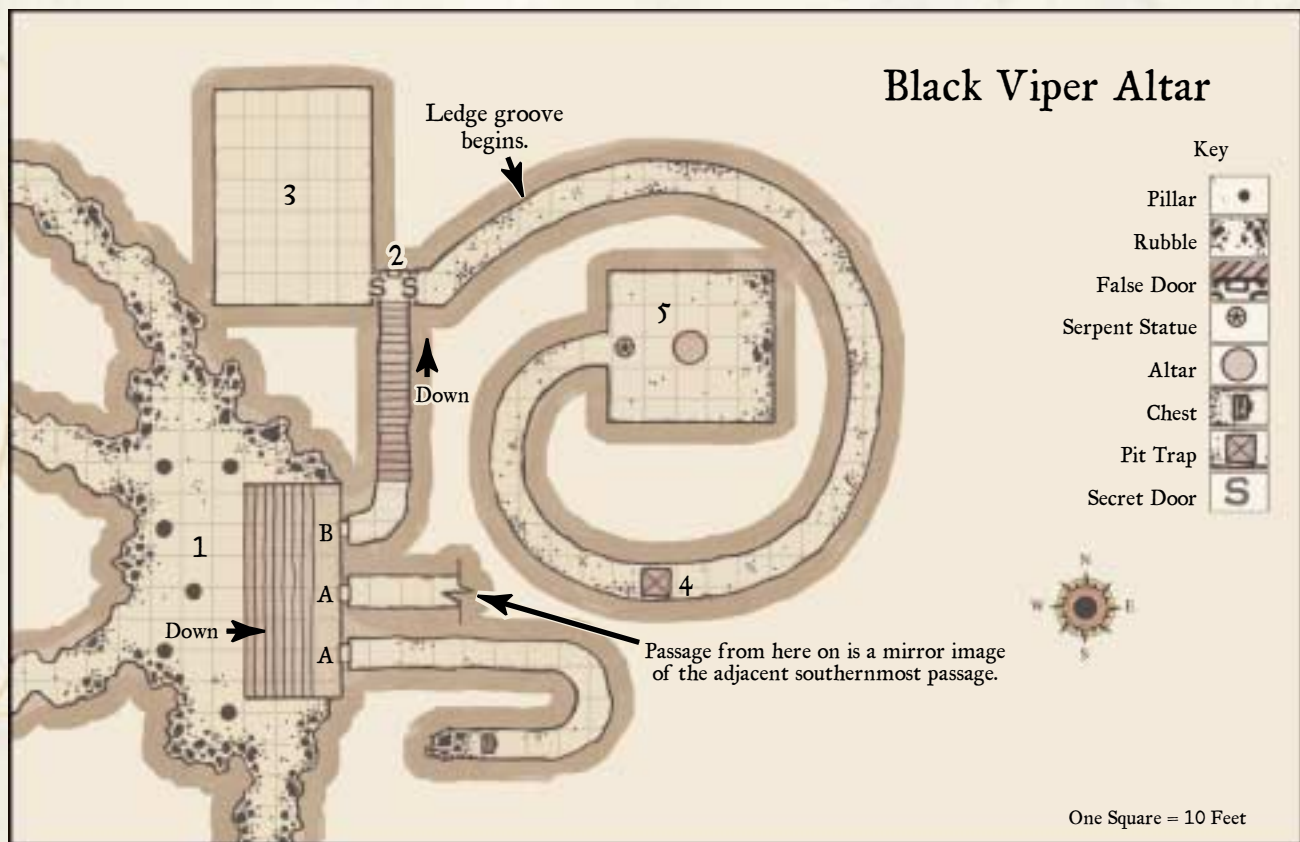 Black Viper Altar
Ledge groove
begins.
Key
Pillar
Rubble
False Door
Serpent Statue
Altar
Chest
Pit Trap
Secret Door
S
3
2
S S
5
Down
B
1
A
4
Down
A
Passage from here on is a mirror image
of the adjacent southernmost passage.
N
W E
S
One Square = 10 Feet